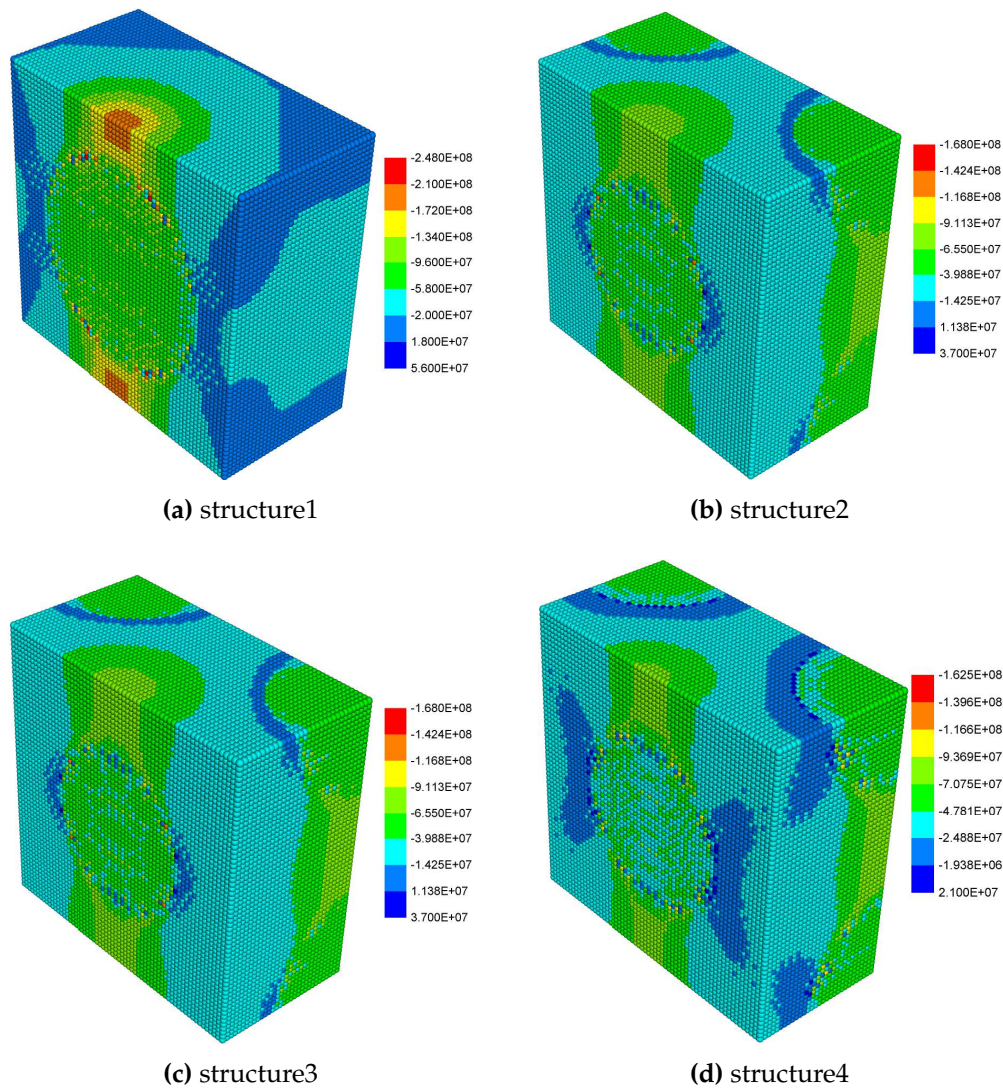 -2.480E+08
-2.100E+08
-1.720E+08
-1.340E+08
-9.600E+07
-5.800E+07
-2.000E+07
1.800E+07
5.600E+07
(a) structure1
-1.680E+08
-1.424E+08
-1.168E+08
-9.113E+07
-6.550E+07
-3.988E+07
-1.425E+07
1.138E+07
3.700E+07
(b) structure2
-1.680E+08
-1.424E+08
-1.168E+08
-9.113E+07
-6.550E+07
-3.988E+07
-1.425E+07
1.138E+07
3.700E+07
(c) structure3
-1.625E+08
-1.396E+08
-1.166E+08
-9.369E+07
-7.075E+07
-4.781E+07
-2.488E+07
-1.938E+06
2.100E+07
(d) structure4